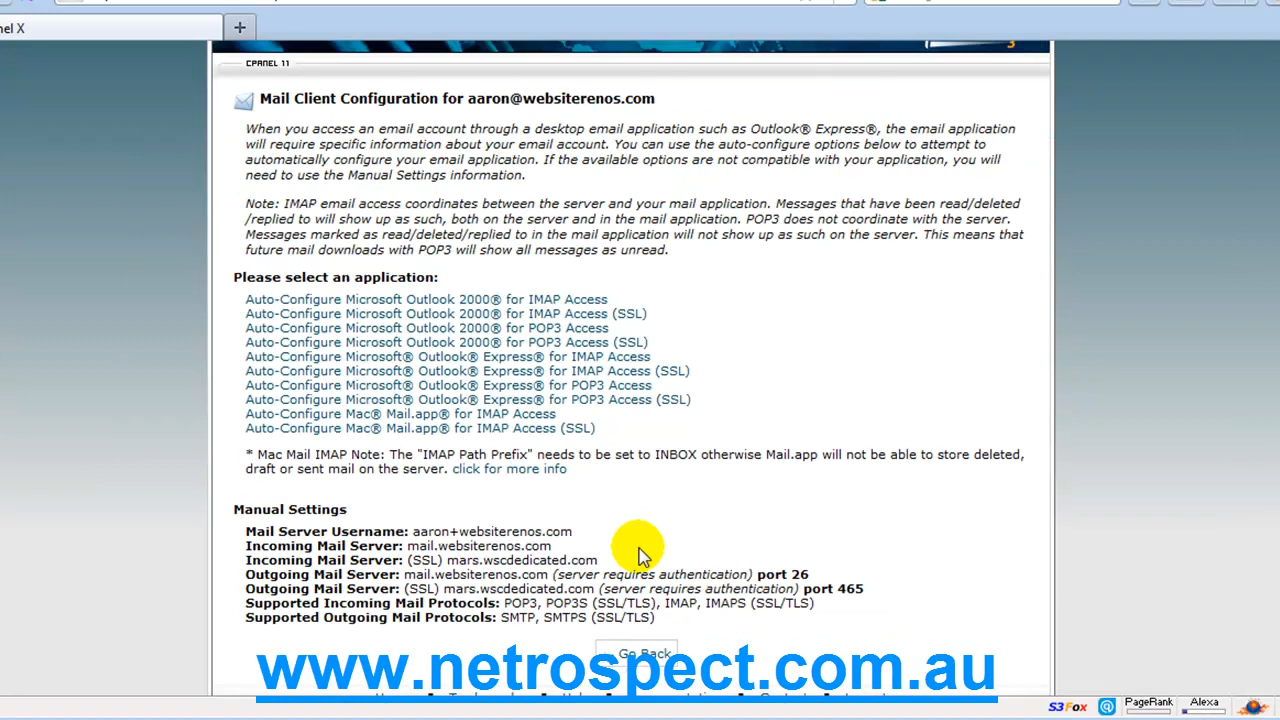 nel X
+
3
CPANEL 11
Mail Client Configuration for aaron@websiterenos.com
When you access an email account through a desktop email application such as Outlook® Express®, the email application
will require specific information about your email account. You can use the auto-configure options below to attempt to
automatically configure your email application. If the available options are not compatible with your application, you will
need to use the Manual Settings information.
Note: IMAP email access coordinates between the server and your mail application. Messages that have been read/deleted
/replied to will show up as such, both on the server and in the mail application. POP3 does not coordinate with the server.
Messages marked as read/deleted/replied to in the mail application will not show up as such on the server. This means that
future mail downloads with POP3 will show all messages as unread.
Please select an application:
Auto-Configure Microsoft Outlook 2000® for IMAP Access
Auto-Configure Microsoft Outlook 2000® for IMAP Access (SSL)
Auto-Configure Microsoft Outlook 2000® for POP3 Access
Auto-Configure Microsoft Outlook 2000® for POP3 Access (SSL)
Auto-Configure Microsoft® Outlook® Express® for IMAP Access
Auto-Configure Microsoft® Outlook® Express® for IMAP Access (SSL)
Auto-Configure Microsoft® Outlook® Express® for POP3 Access
Auto-Configure Microsoft® Outlook® Express® for POP3 Access (SSL)
Auto-Configure Mac® Mail.app® for IMAP Access
Auto-Configure Mac® Mail.app® for IMAP Access (SSL)
* Mac Mail IMAP Note: The "IMAP Path Prefix" needs to be set to INBOX otherwise Mail.app will not be able to store deleted,
draft or sent mail on the server. click for more info
Manual Settings
Mail Server Username: aaron+websiterenos.com
Incoming Mail Server: mail.websiterenos.com
Incoming Mail Server: (SSL) mars.wscdedicated.com
Outgoing Mail Server: mail.websiterenos.com (server requires authentication) port 26
Outgoing Mail Server: (SSL) mars.wscdedicated.com (server requires authentication) port 465
Supported Incoming Mail Protocols: POP3, POP3S (SSL/TLS), IMAP, IMAPS (SSL/TLS)
Supported Outgoing Mail Protocols: SMTP, SMTPS (SSL/TLS)
Go Back
www.netrospect.com.au
S3Fox @ PageRank Alexa